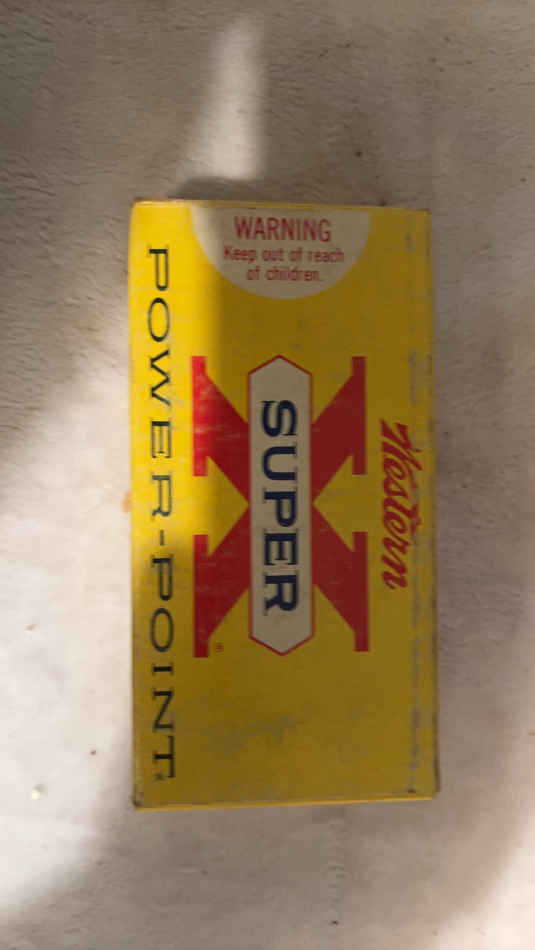 WARNING
Keep out of reach
of children.
Western
SUPER
X®
POWER-POINT